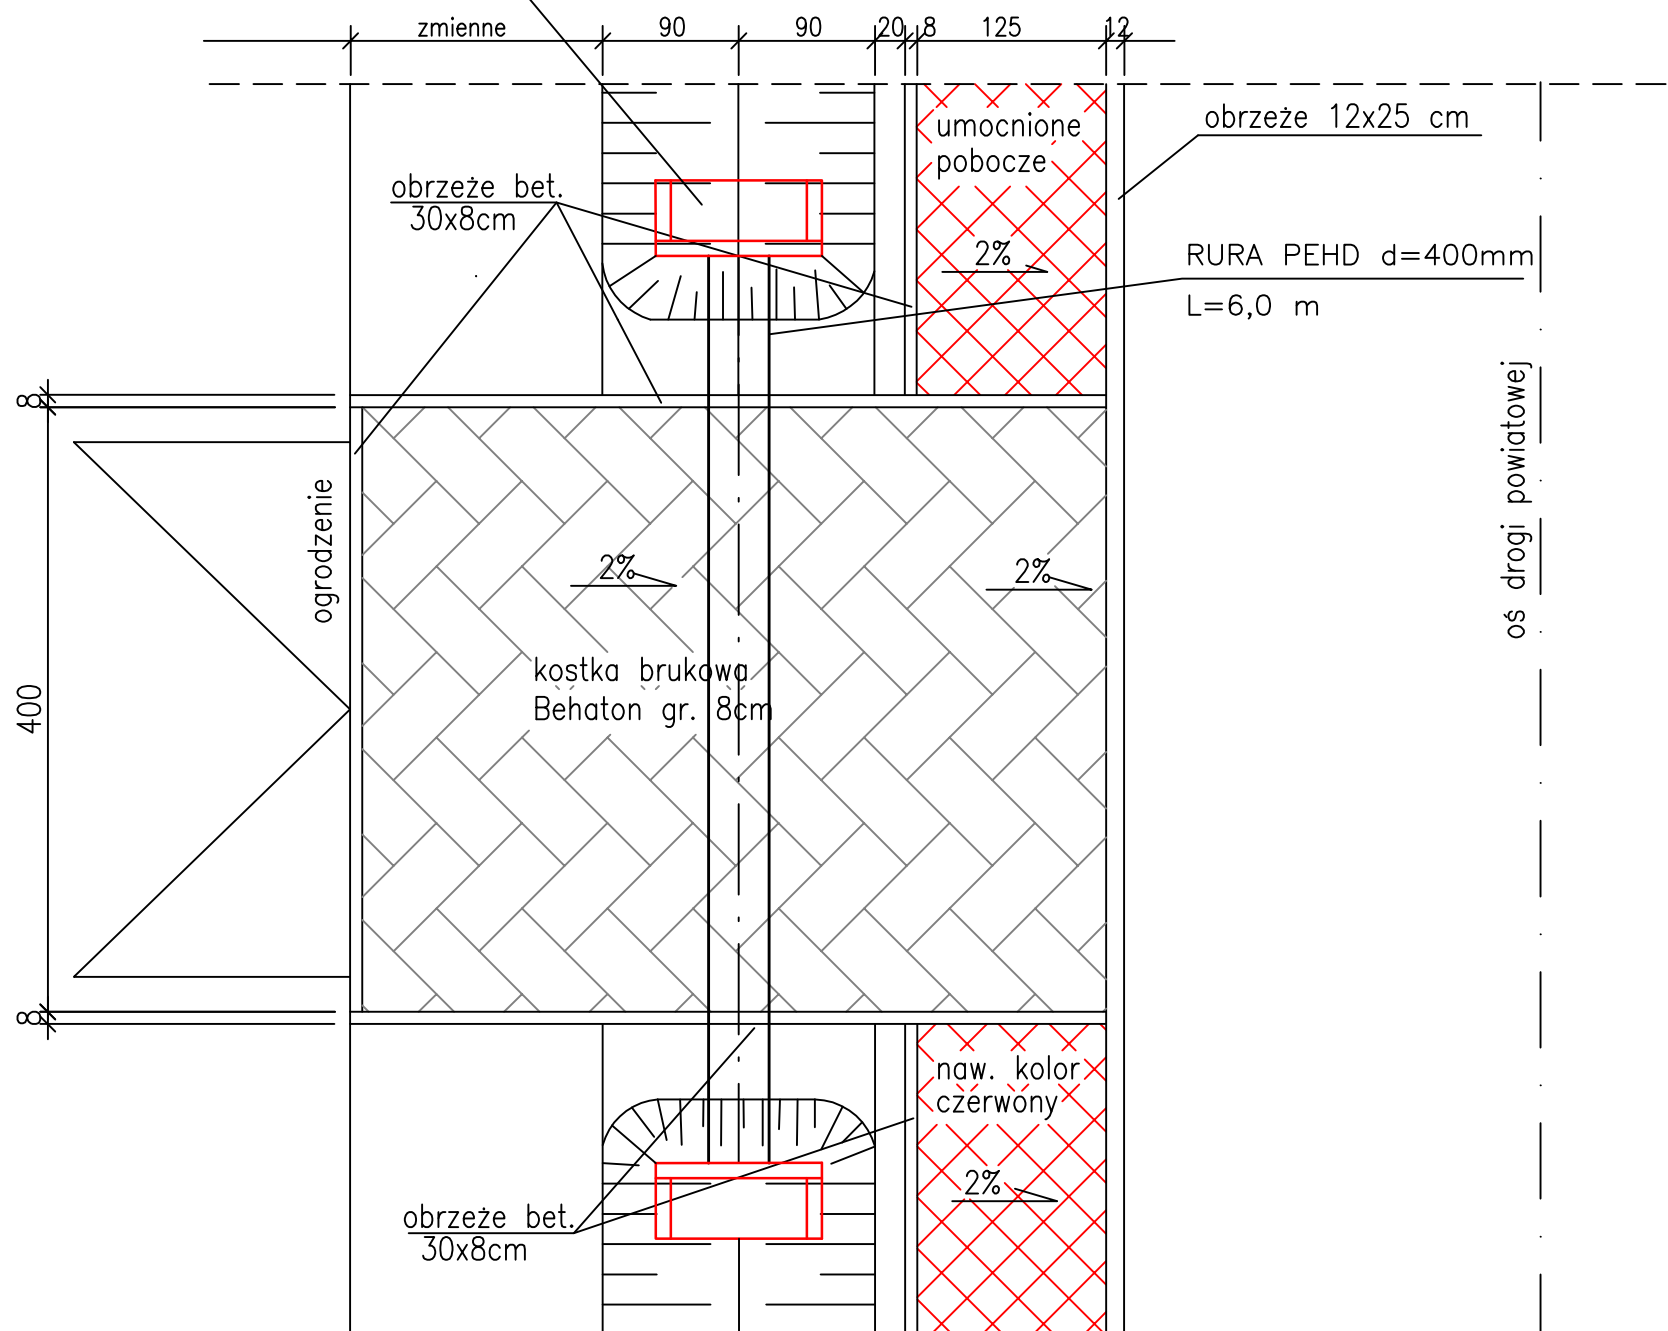 zmienne 90 90 20 8 125 12
umocnione
pobocze
obrzeże 12x25 cm
obrzeże bet.
30x8cm
2%
RURA PEHD d=400mm
L=6,0 m
8
ogrodzenie
oś drogi powiatowej
2%
2%
kostka brukowa
Behaton gr. 8cm
400
8
naw. kolor
czerwony
2%
obrzeże bet.
30x8cm